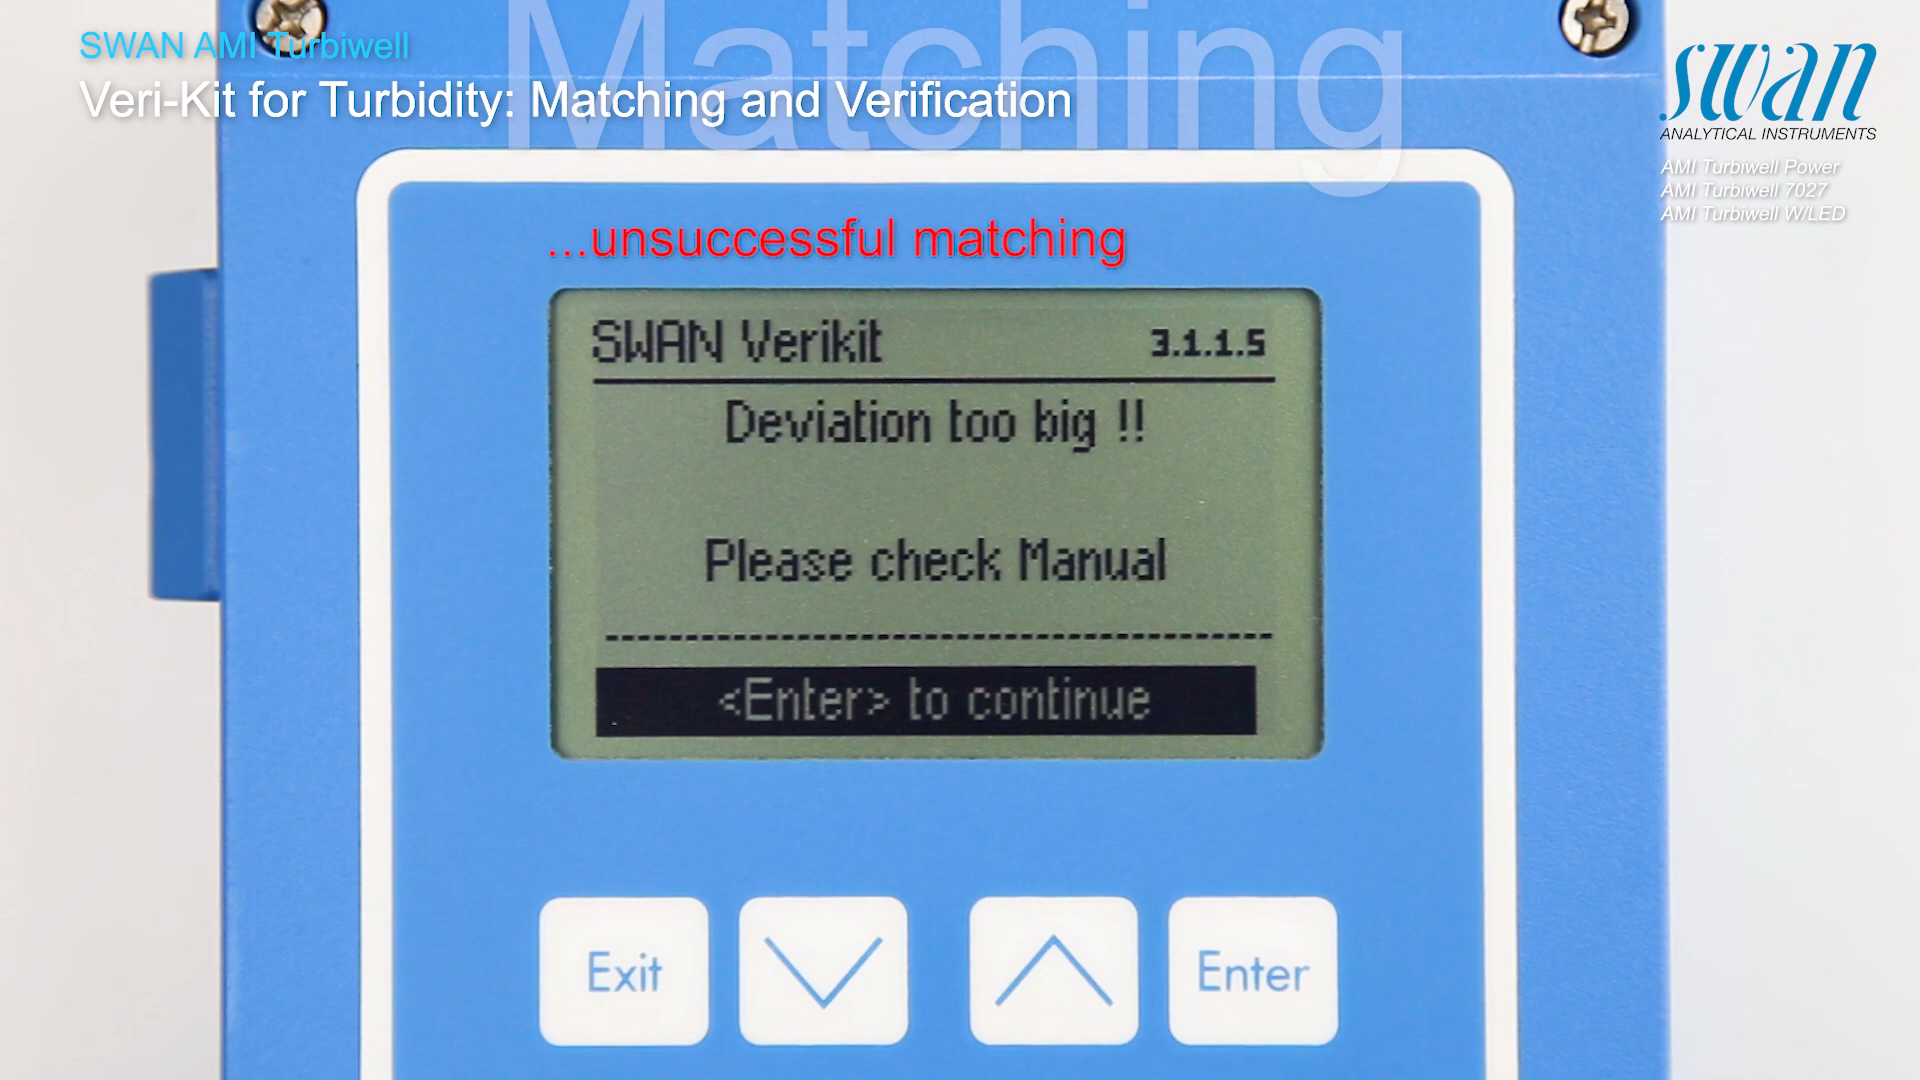 Matching
SWAN AMI Turbiwell
Veri-Kit for Turbidity: Matching and Verification
swan
ANALYTICAL INSTRUMENTS
AMI Turbiwell Power
AMI Turbiwell 7027
AMI Turbiwell W/LED
...unsuccessful matching
SWAN Verikit 3.1.1.5
Deviation too big !!
Please check Manual
<Enter> to continue
Exit
Enter